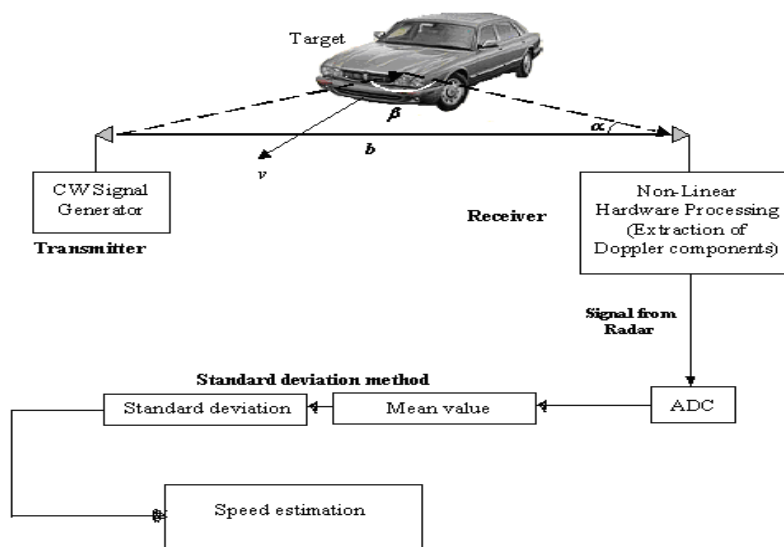 Target
β
α
b
v
CW Signal
Generator
Transmitter
Receiver
Non-Linear
Hardware Processing
(Extraction of
Doppler components)
Signal from
Radar
Standard deviation method
Standard deviation
Mean value
ADC
Speed estimation